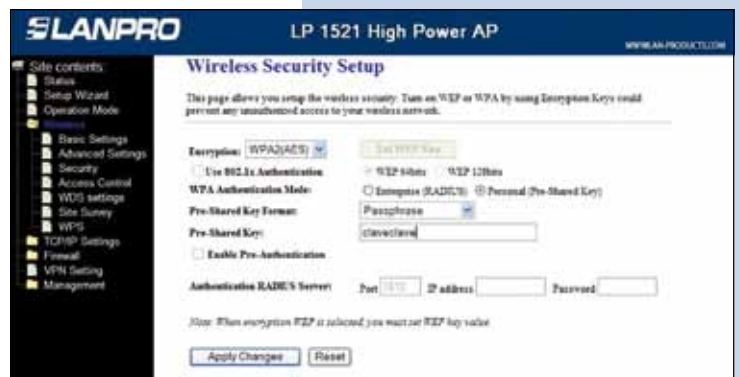 LANPRO
LP 1521 High Power AP
WWW.LAN-PRODUCTS.COM
Site contents:
Status
Setup Wizard
Operation Mode
Wireless
Basic Settings
Advanced Settings
Security
Access Control
WDS settings
Site Survey
WPS
TCP/IP Settings
Firewall
VPN Setting
Management
Wireless Security Setup
This page allows you setup the wireless security. Turn on WEP or WPA by using Encryption Keys could
prevent any unauthorized access to your wireless network.
Encryption: WPA2(AES) Set WEP Key
Use 802.1x Authentication WEP 64bits WEP 128bits
WPA Authentication Mode: Enterprise (RADIUS) Personal (Pre-Shared Key)
Pre-Shared Key Format: Passphrase
Pre-Shared Key: claveclave
Enable Pre-Authentication
Authentication RADIUS Server: Port 1812 IP address Password
Note: When encryption WEP is selected, you must set WEP key value.
Apply Changes Reset